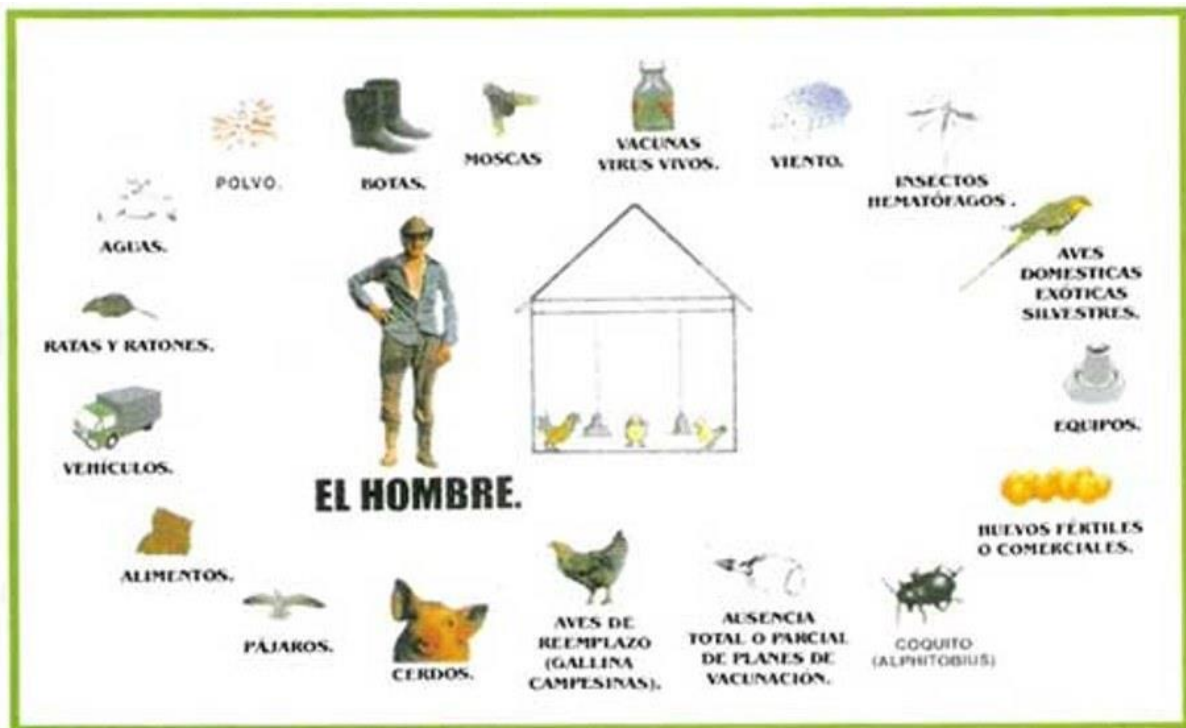 POLVO.
BOTAS.
MOSCAS
VACUNAS
VIRUS VIVOS.
VIENTO.
INSECTOS
HEMATÓFAGOS .
AGUAS.
AVES
DOMESTICAS
EXÓTICAS
SILVESTRES.
RATAS Y RATONES.
EQUIPOS.
VEHÍCULOS.
EL HOMBRE.
HUEVOS FÉRTILES
O COMERCIALES.
ALIMENTOS.
PÁJAROS.
CERDOS.
AVES DE
REEMPLAZO
(GALLINA
CAMPESINAS).
AUSENCIA
TOTAL O PARCIAL
DE PLANES DE
VACUNACIÓN.
COQUITO
(ALPHITOBIUS)